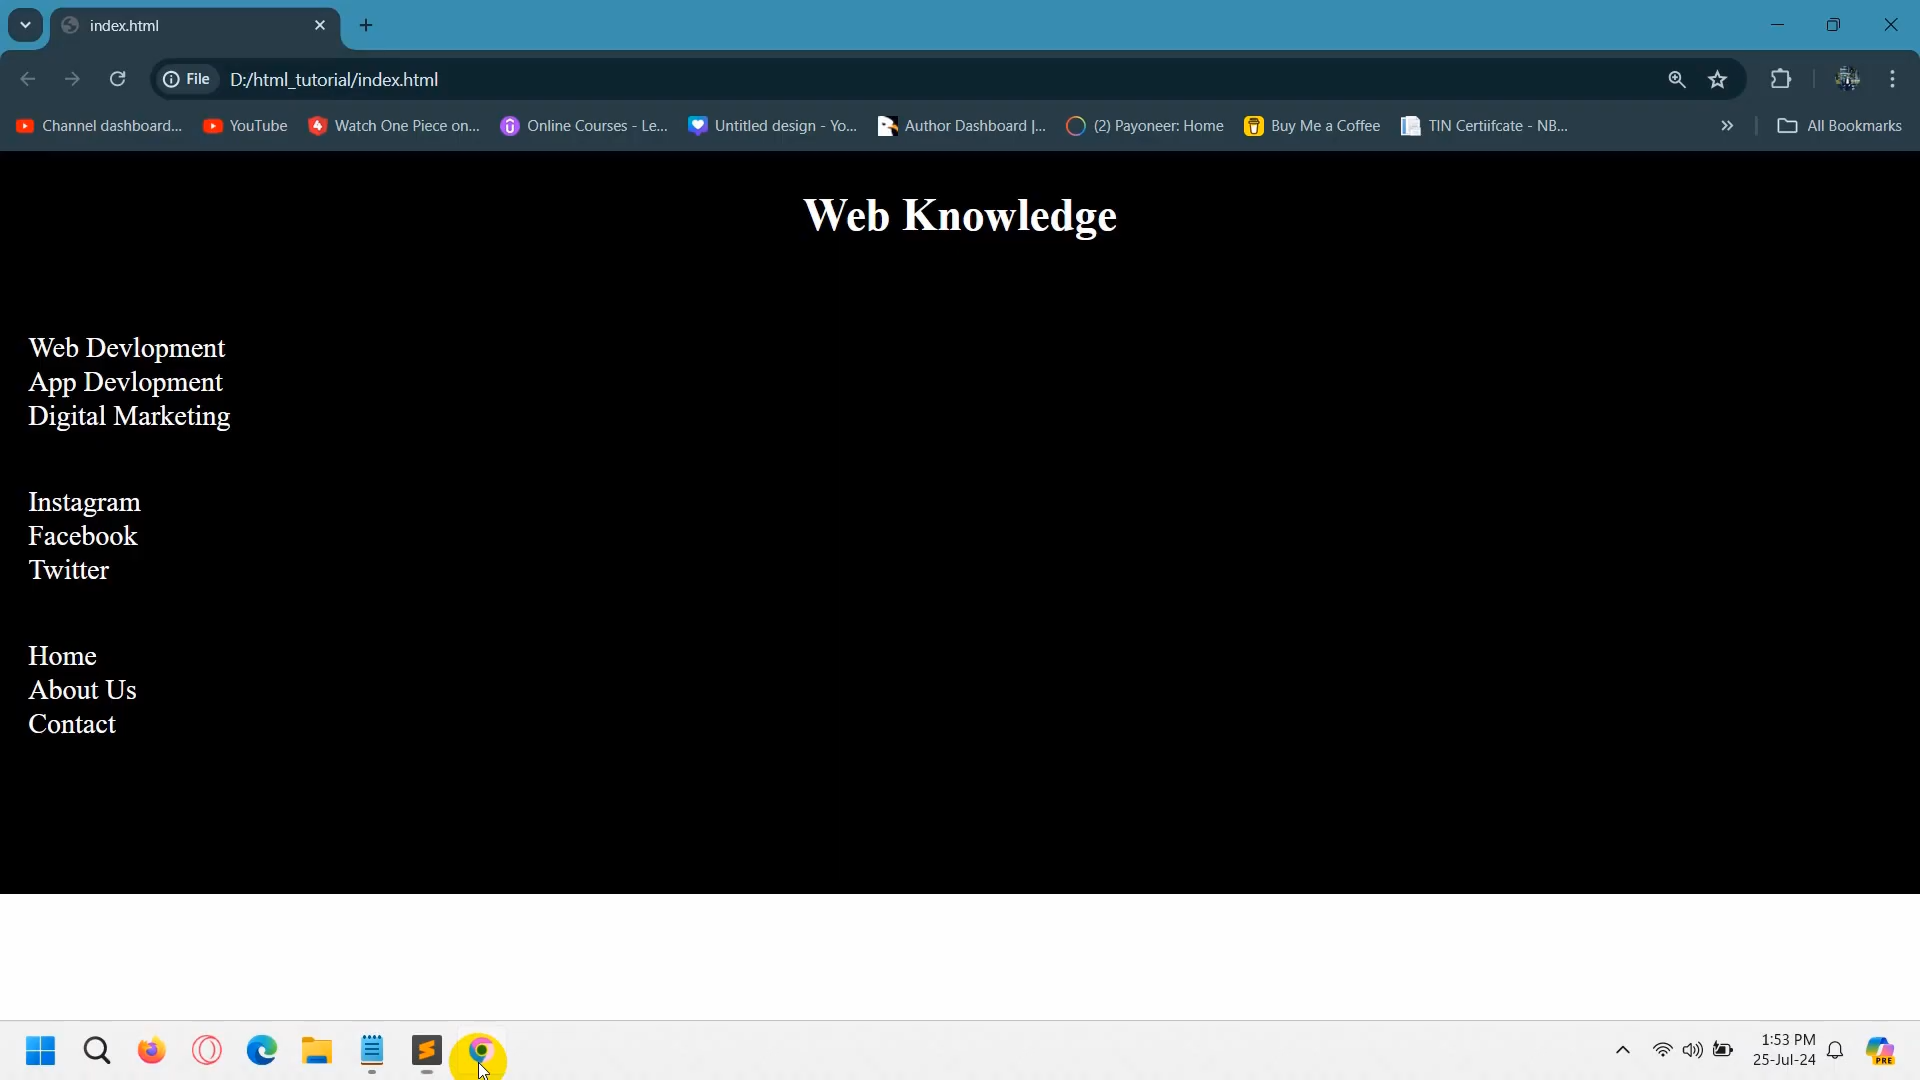 index.html
File D:/html_tutorial/index.html
Channel dashboard... YouTube Watch One Piece on... Online Courses - Le... Untitled design - Yo... Author Dashboard |... (2) Payoneer: Home Buy Me a Coffee TIN Certiifcate - NB... » All Bookmarks
Web Knowledge
Web Devlopment
App Devlopment
Digital Marketing
Instagram
Facebook
Twitter
Home
About Us
Contact
1:53 PM
25-Jul-24
PRE